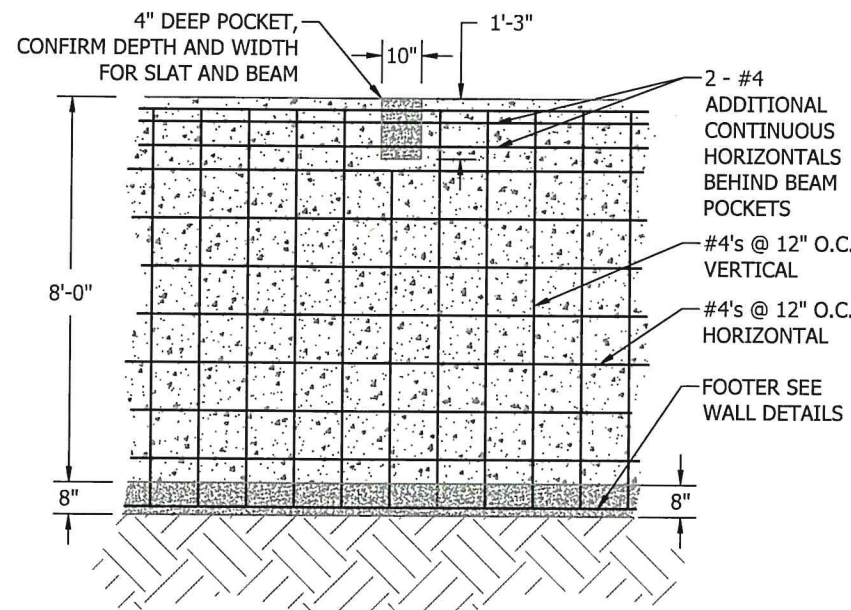 4" DEEP POCKET,
CONFIRM DEPTH AND WIDTH
FOR SLAT AND BEAM
10"
1'-3"
2 - #4
ADDITIONAL
CONTINUOUS
HORIZONTALS
BEHIND BEAM
POCKETS
#4's @ 12" O.C.
VERTICAL
#4's @ 12" O.C.
HORIZONTAL
FOOTER SEE
WALL DETAILS
8'-0"
8"
8"